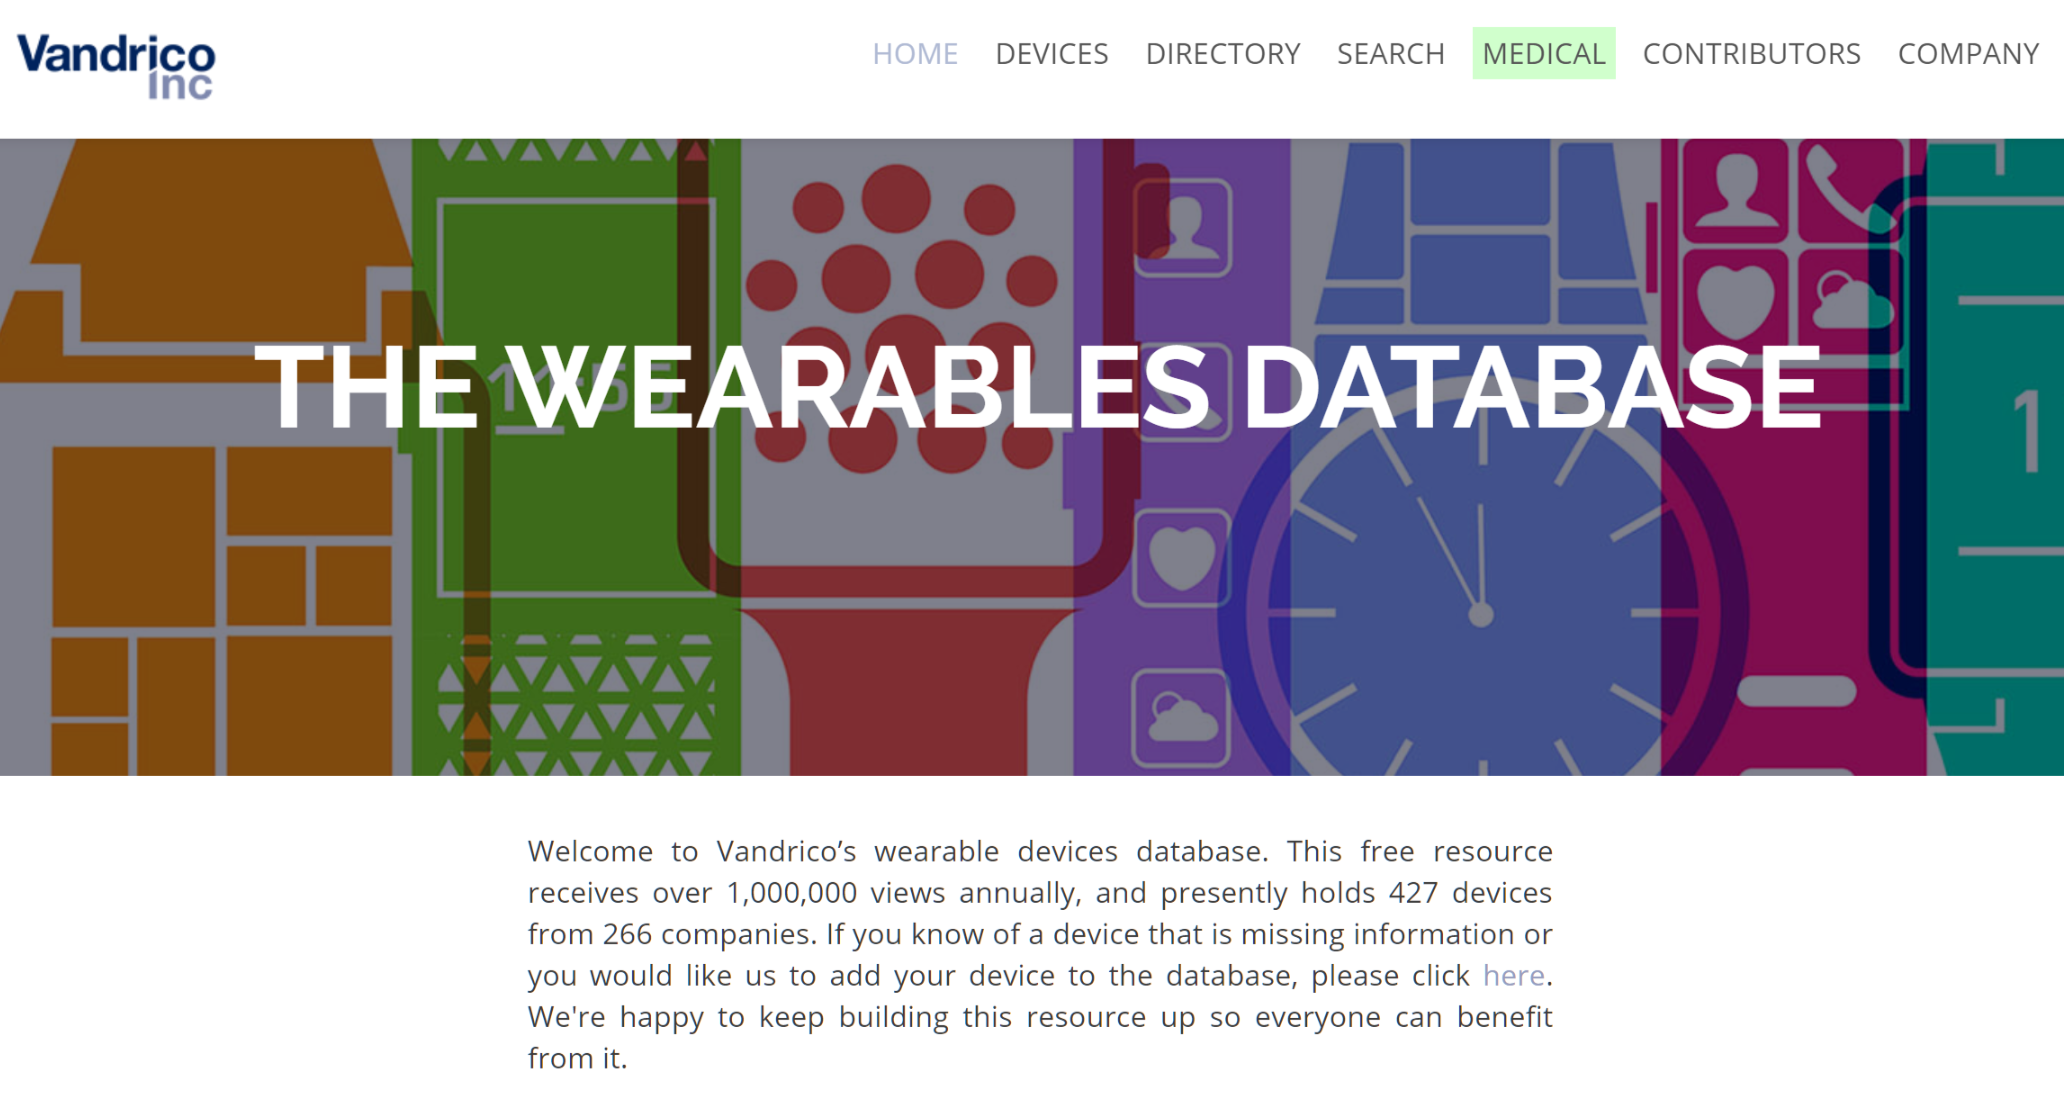 Vandrico
Inc
HOME DEVICES DIRECTORY SEARCH MEDICAL CONTRIBUTORS COMPANY
THE WEARABLES DATABASE
1
Welcome to Vandrico’s wearable devices database. This free resource
receives over 1,000,000 views annually, and presently holds 427 devices
from 266 companies. If you know of a device that is missing information or
you would like us to add your device to the database, please click here.
We're happy to keep building this resource up so everyone can benefit
from it.